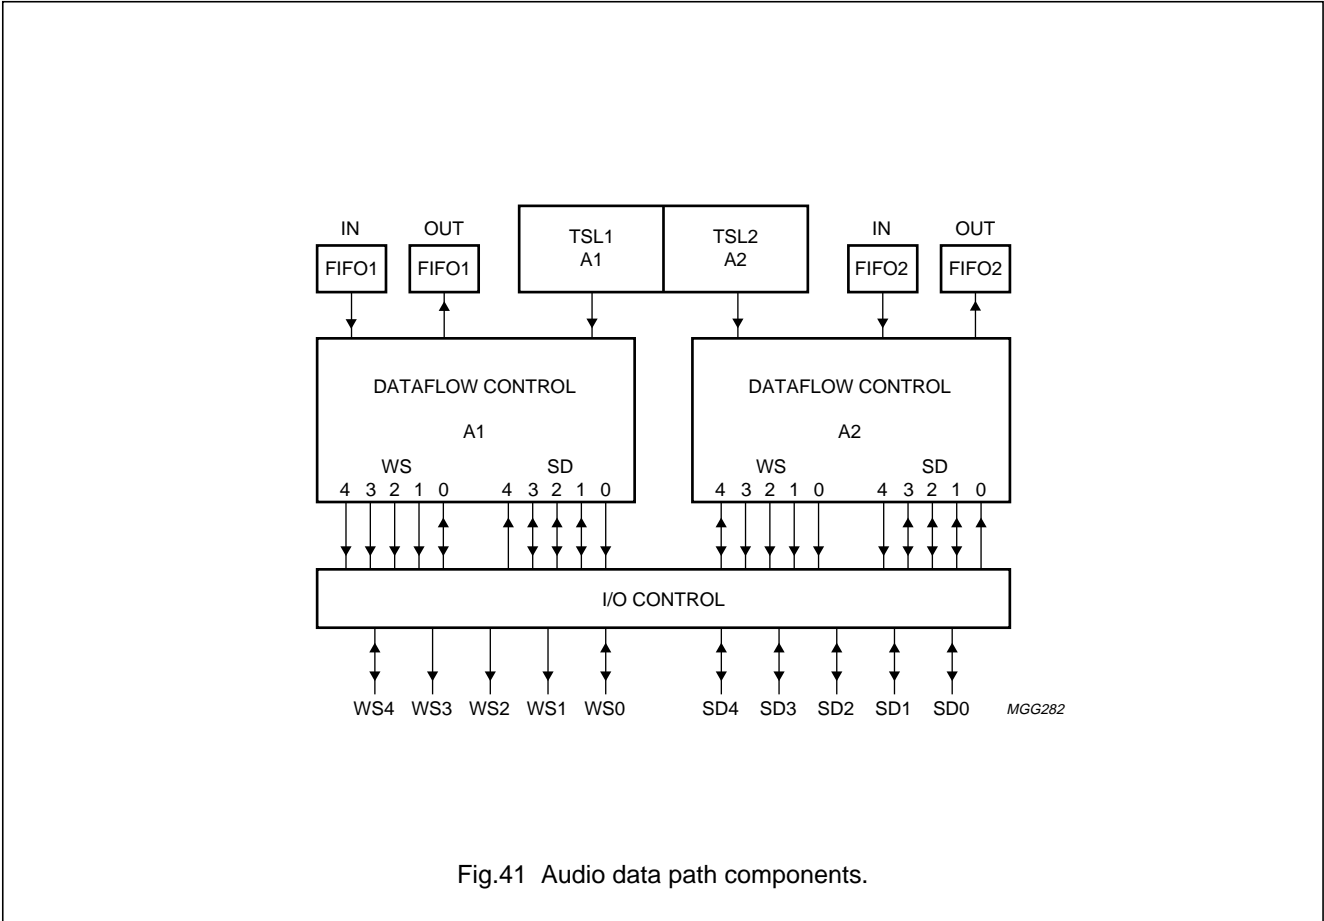 IN OUT IN OUT
TSL1 TSL2
A1 A2
FIFO1 FIFO1 FIFO2 FIFO2
DATAFLOW CONTROL DATAFLOW CONTROL
A1 A2
WS SD WS SD
4 3 2 1 0 4 3 2 1 0 4 3 2 1 0 4 3 2 1 0
I/O CONTROL
WS4 WS3 WS2 WS1 WS0 SD4 SD3 SD2 SD1 SD0 MGG282
Fig.41 Audio data path components.